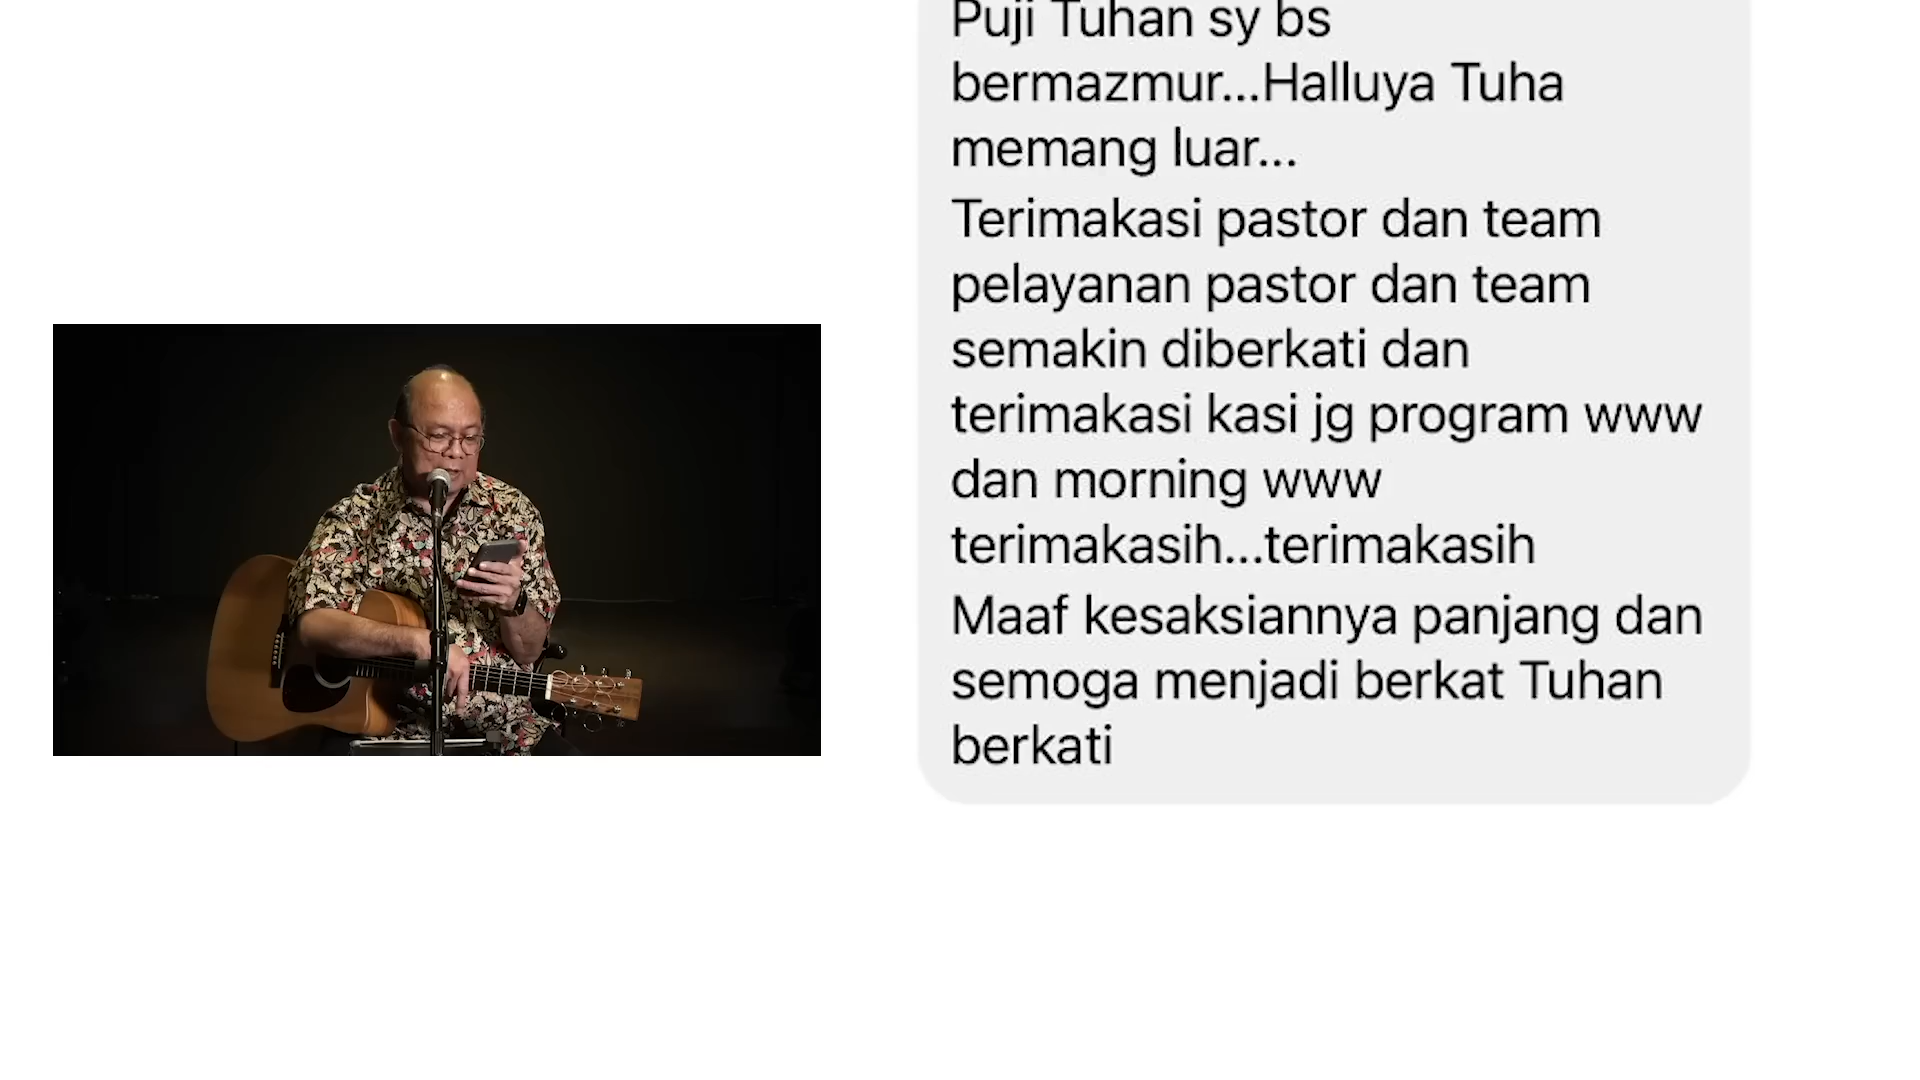 Puji Tuhan sy bs
bermazmur...Halluya Tuha
memang luar...
Terimakasi pastor dan team
pelayanan pastor dan team
semakin diberkati dan
terimakasi kasi jg program www
dan morning www
terimakasih...terimakasih
Maaf kesaksiannya panjang dan
semoga menjadi berkat Tuhan
berkati